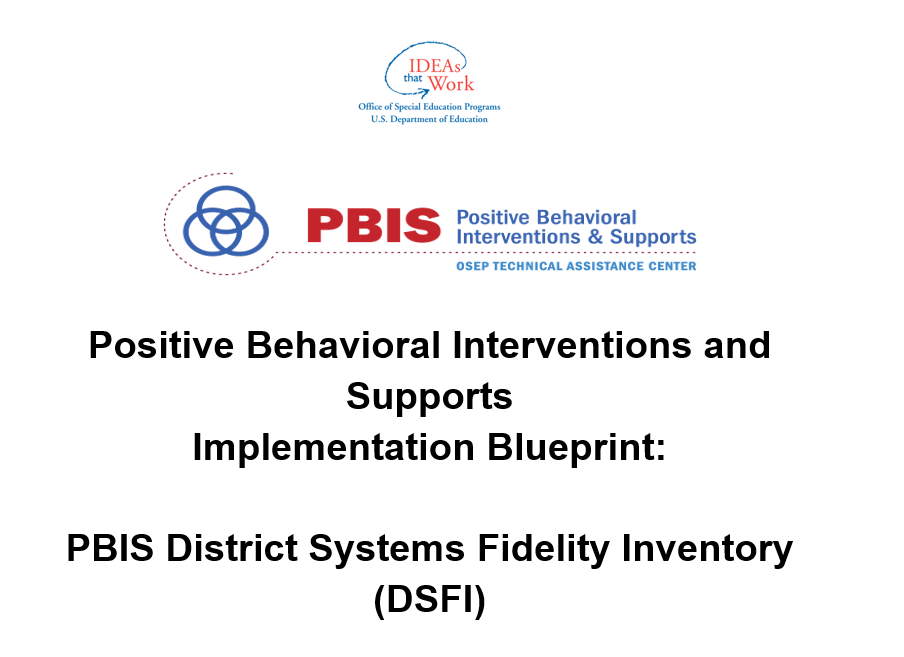 IDEAs
that Work
Office of Special Education Programs
U.S. Department of Education
PBIS
Positive Behavioral
Interventions & Supports
OSEP TECHNICAL ASSISTANCE CENTER
Positive Behavioral Interventions and
Supports
Implementation Blueprint:
PBIS District Systems Fidelity Inventory
(DSFI)